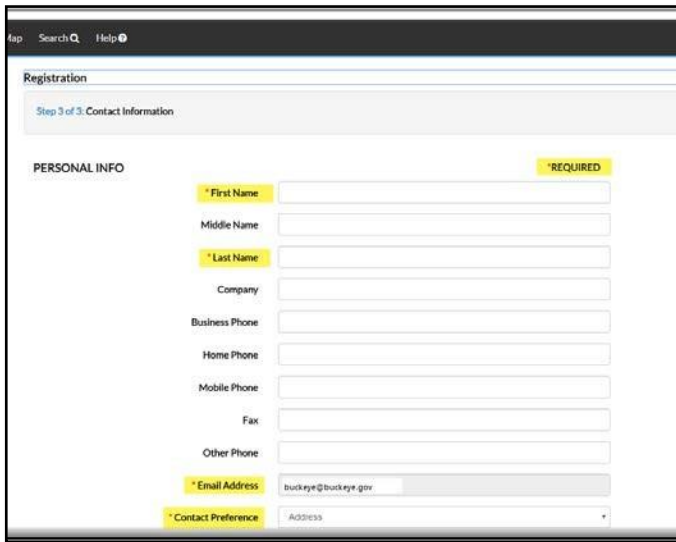 Map Search Help
Registration
Step 3 of 3: Contact Information
PERSONAL INFO *REQUIRED
*First Name
Middle Name
*Last Name
Company
Business Phone
Home Phone
Mobile Phone
Fax
Other Phone
*Email Address buckeye@buckeye.gov
*Contact Preference Address